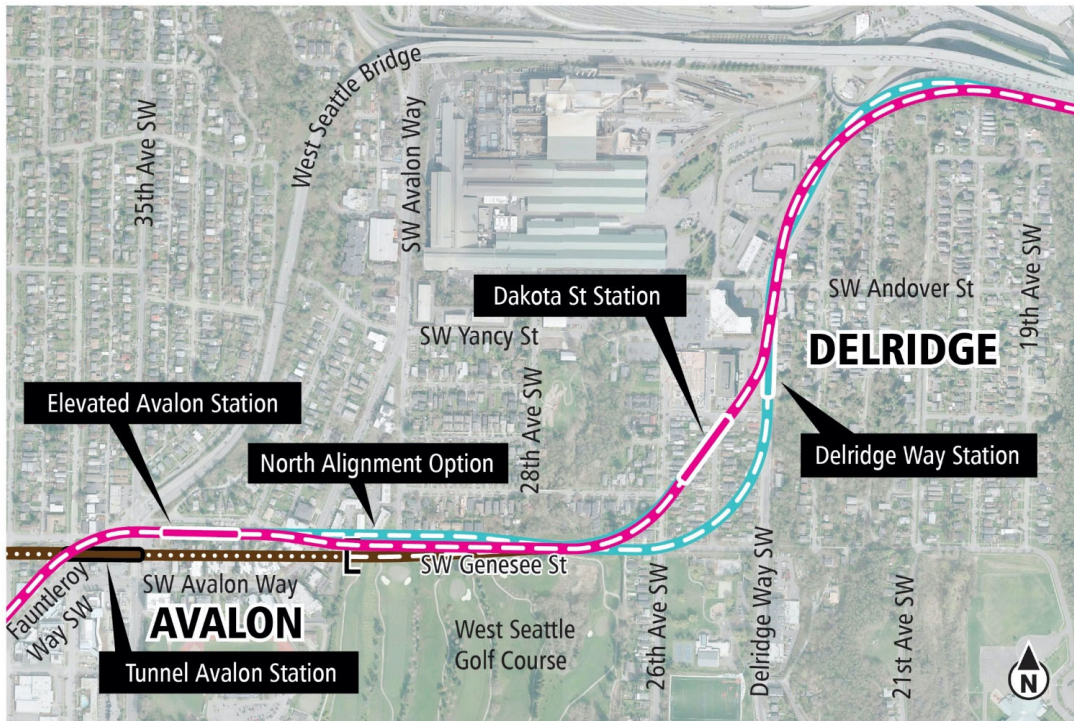 West Seattle Bridge
35th Ave SW
SW Avalon Way
Dakota St Station
SW Andover St
19th Ave SW
SW Yancy St
DELRIDGE
Elevated Avalon Station
28th Ave SW
North Alignment Option
Delridge Way Station
SW Genesee St
Fauntleroy
Way SW
SW Avalon Way
AVALON
West Seattle
Golf Course
26th Ave SW
Delridge Way SW
21st Ave SW
Tunnel Avalon Station
N